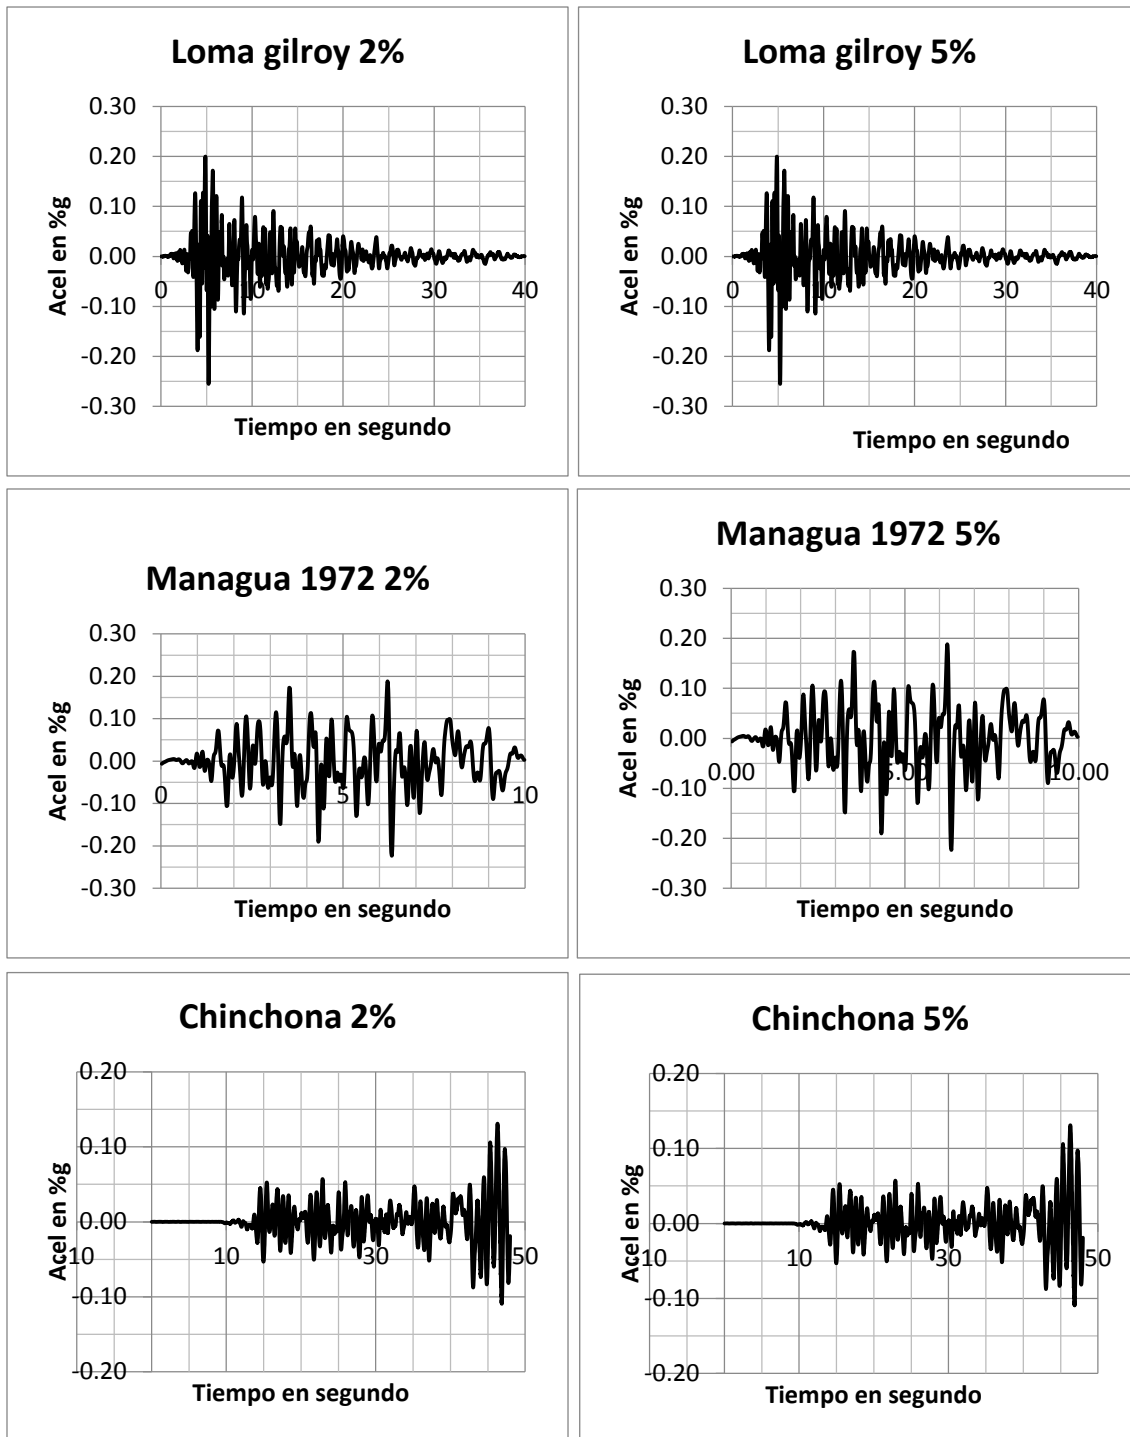 Loma gilroy 2%
0.30
0.20
0.10
0.00
-0.10
-0.20
-0.30
0 10 20 30 40
Acel en %g
Tiempo en segundo
Loma gilroy 5%
0.30
0.20
0.10
0.00
-0.10
-0.20
-0.30
0 10 20 30 40
Acel en %g
Tiempo en segundo
Managua 1972 2%
0.30
0.20
0.10
0.00
-0.10
-0.20
-0.30
0 5 10
Acel en %g
Tiempo en segundo
Managua 1972 5%
0.30
0.20
0.10
0.00
-0.10
-0.20
-0.30
0.00 5.00 10.00
Acel en %g
Tiempo en segundo
Chinchona 2%
0.20
0.10
0.00
-0.10
-0.20
-10 10 30 50
Acel en %g
Tiempo en segundo
Chinchona 5%
0.20
0.10
0.00
-0.10
-0.20
-10 10 30 50
Acel en %g
Tiempo en segundo